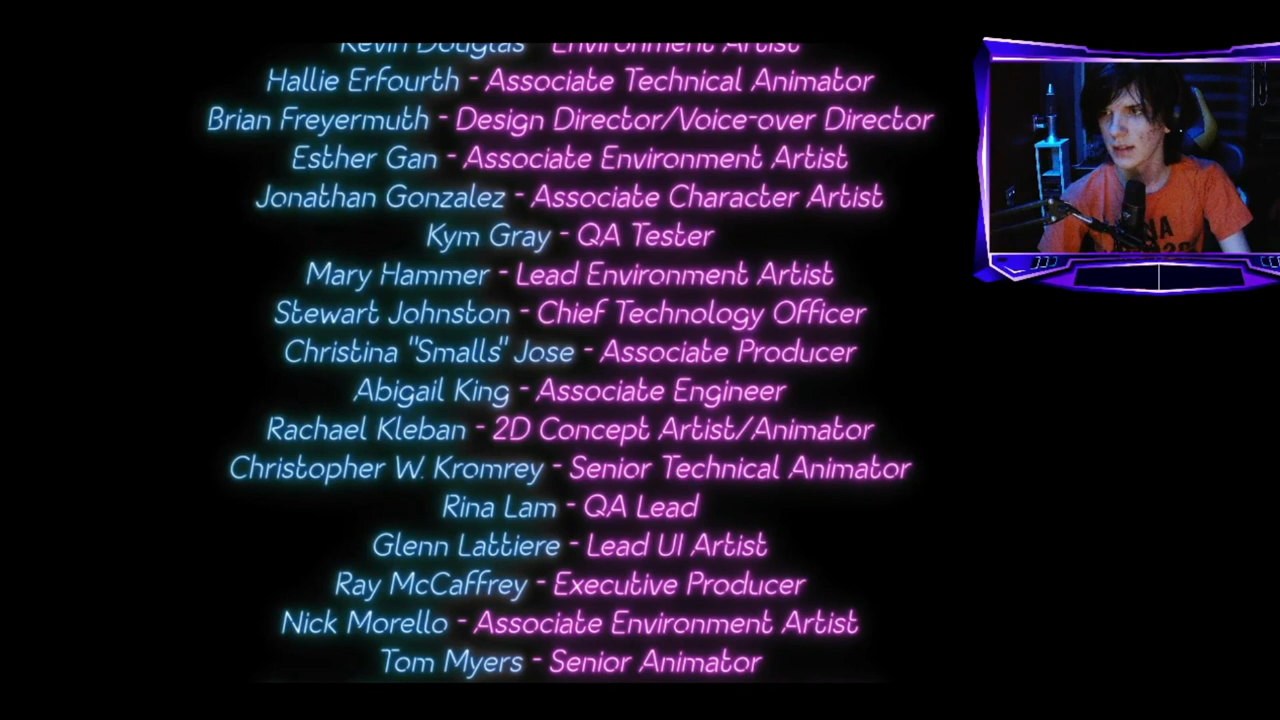 Kevin Douglas - Environment Artist
Hallie Erfourth - Associate Technical Animator
Brian Freyermuth - Design Director/Voice-over Director
Esther Gan - Associate Environment Artist
Jonathan Gonzalez - Associate Character Artist
Kym Gray - QA Tester
Mary Hammer - Lead Environment Artist
Stewart Johnston - Chief Technology Officer
Christina "Smalls" Jose - Associate Producer
Abigail King - Associate Engineer
Rachael Kleban - 2D Concept Artist/Animator
Christopher W. Kromrey - Senior Technical Animator
Rina Lam - QA Lead
Glenn Lattiere - Lead UI Artist
Ray McCaffrey - Executive Producer
Nick Morello - Associate Environment Artist
Tom Myers - Senior Animator